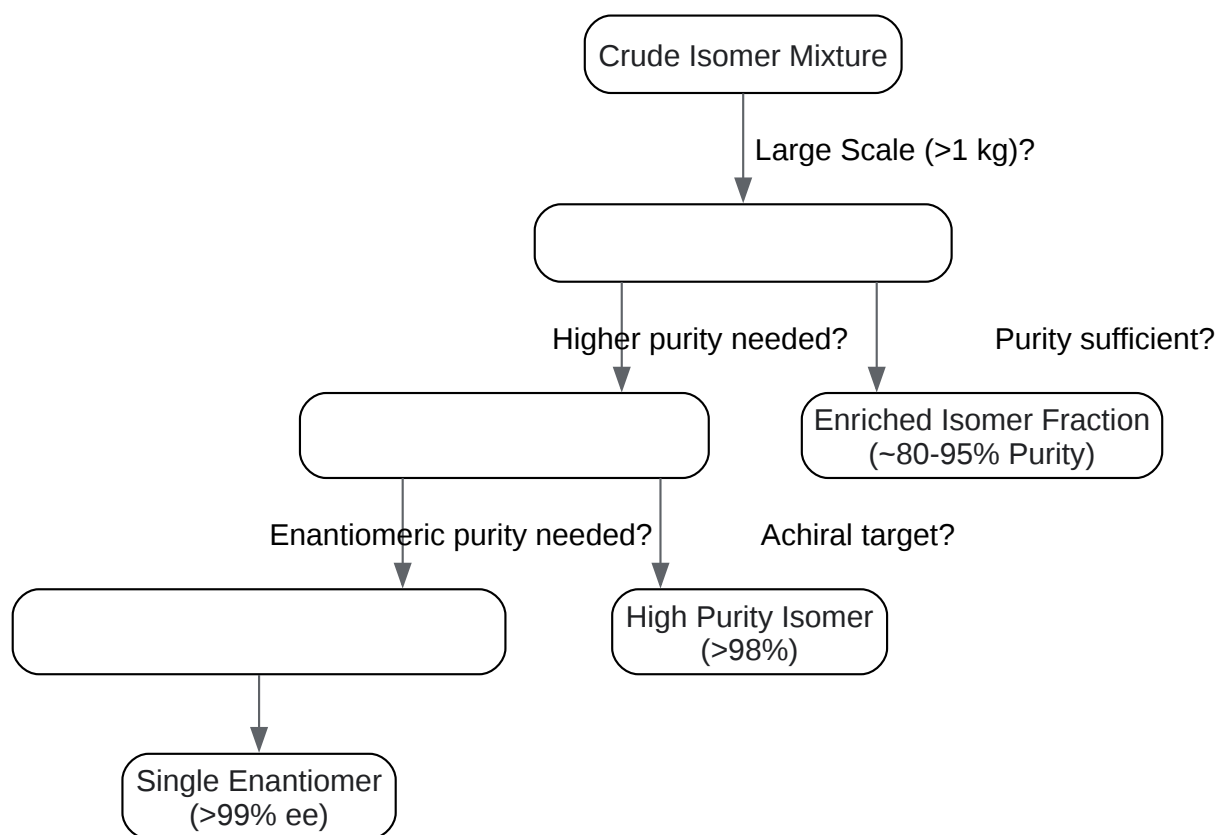 Crude Isomer Mixture
Large Scale (>1 kg)?
Higher purity needed?
Purity sufficient?
Enriched Isomer Fraction
(~80-95% Purity)
Enantiomeric purity needed?
Achiral target?
High Purity Isomer
(>98%)
Single Enantiomer
(>99% ee)